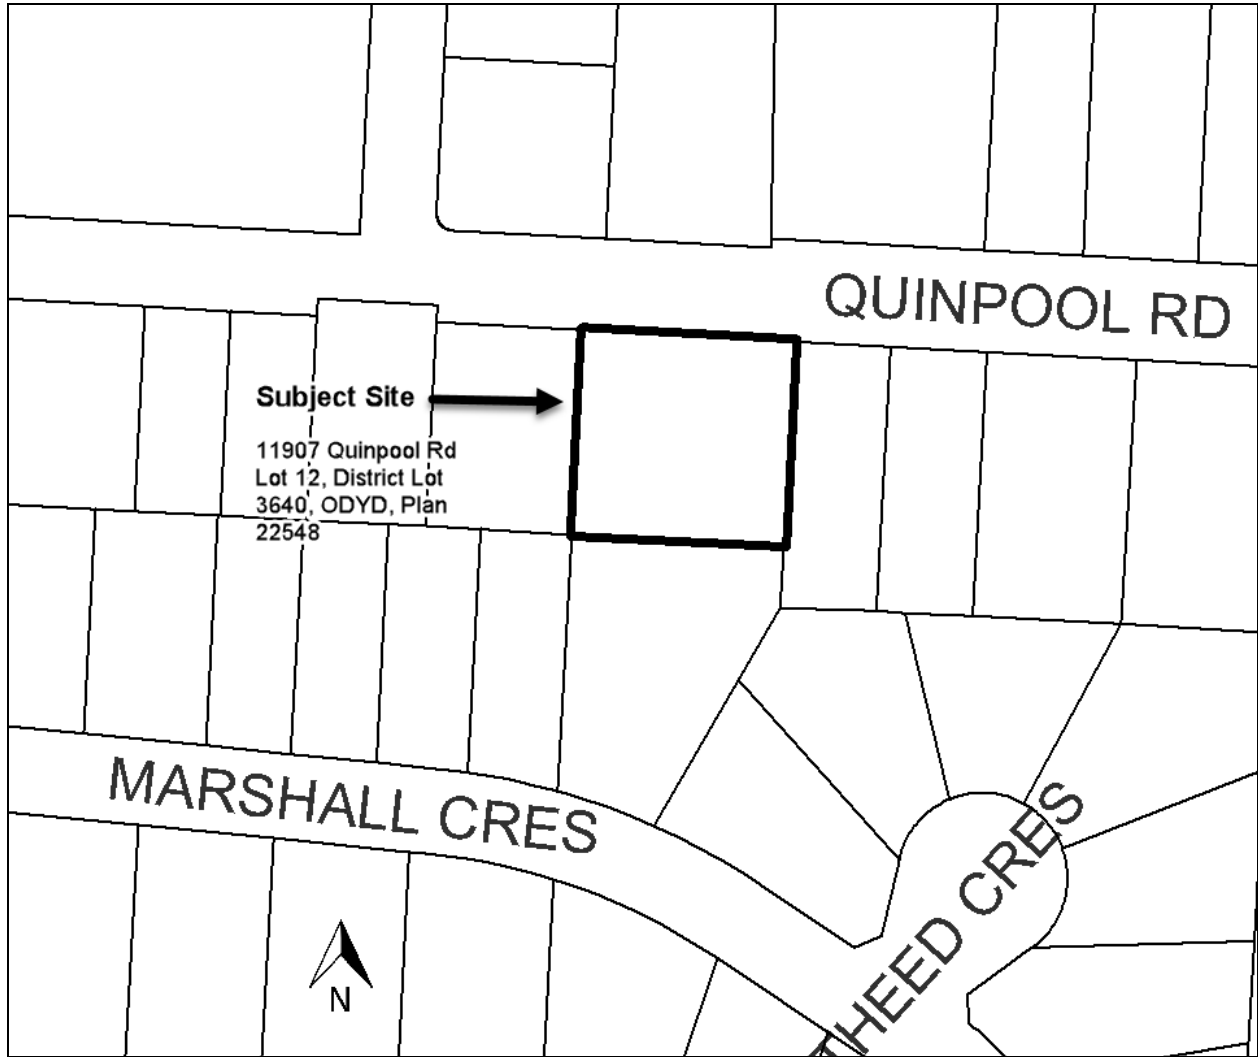 QUINPOOL RD
Subject Site
11907 Quinpool Rd
Lot 12, District Lot
3640, ODYD, Plan
22548
MARSHALL CRES
THEED CRES
N